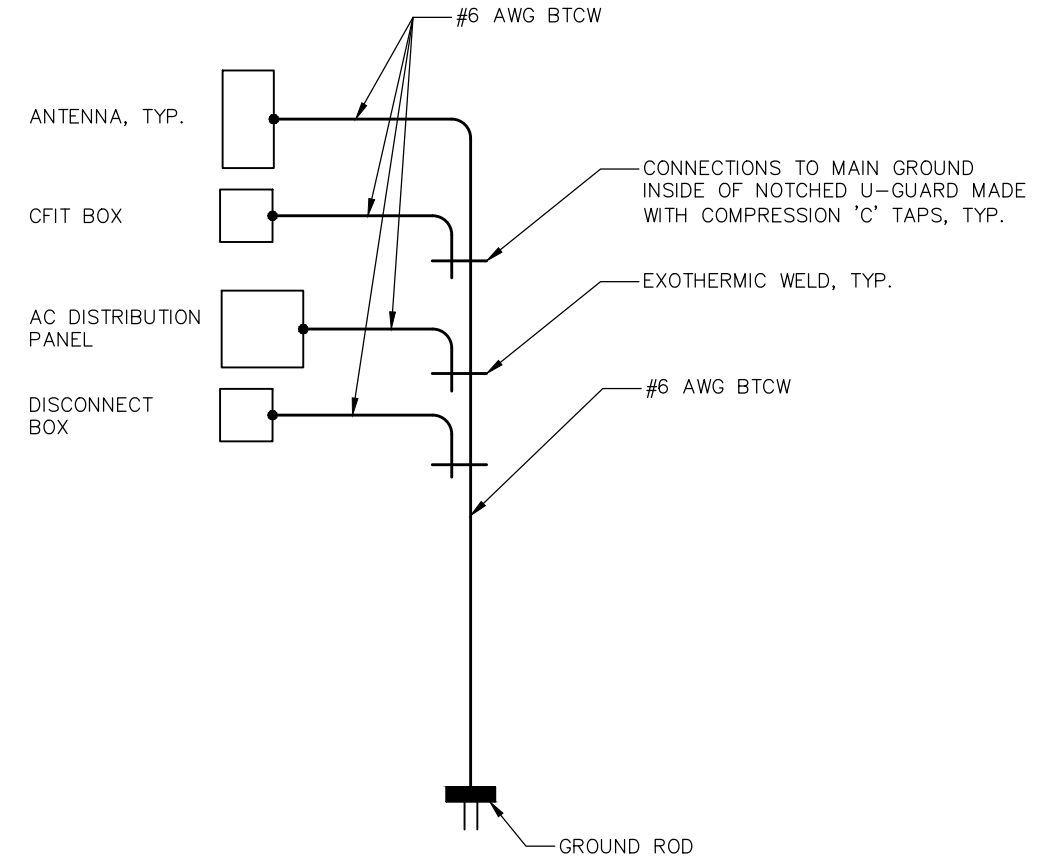 #6 AWG BTCW
ANTENNA, TYP.
CONNECTIONS TO MAIN GROUND
INSIDE OF NOTCHED U-GUARD MADE
WITH COMPRESSION 'C' TAPS, TYP.
CFIT BOX
EXOTHERMIC WELD, TYP.
AC DISTRIBUTION
PANEL
#6 AWG BTCW
DISCONNECT
BOX
GROUND ROD